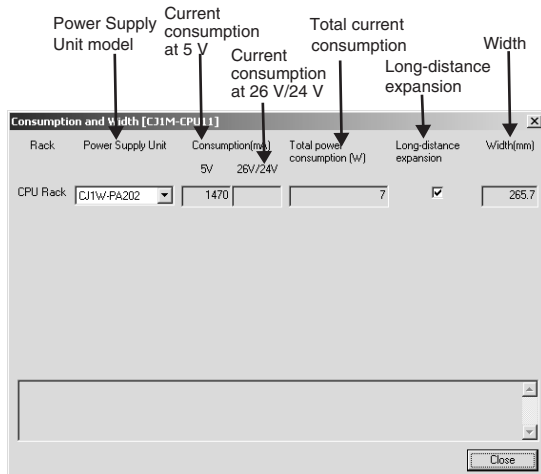 Power Supply
Unit model
Current
consumption
at 5 V
Current
consumption
at 26 V/24 V
Total current
consumption
Long-distance
expansion
Width
Consumption and Width [CJ1M-CPU11]
Rack
Power Supply Unit
Consumption(mA)
5V 26V/24V
Total power
consumption (W)
Long-distance
expansion
Width(mm)
CPU Rack CJ1W-PA202 1470 7 265.7
Close